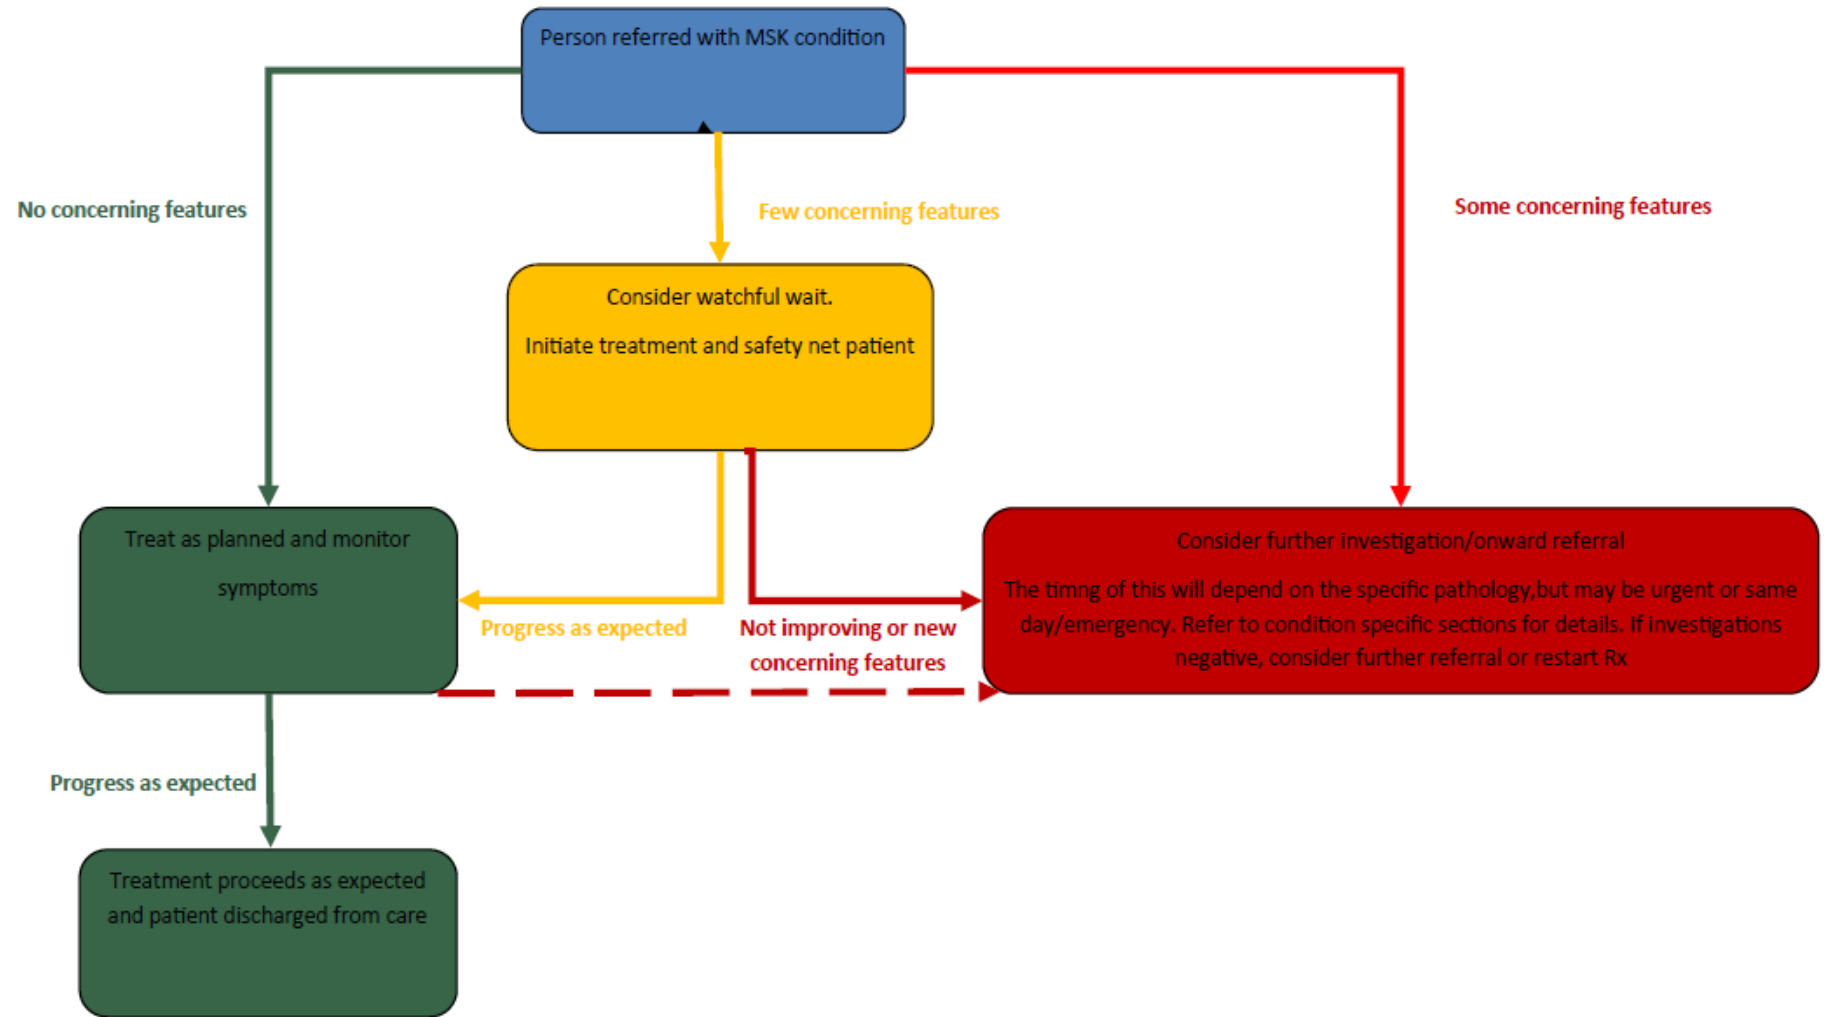 Person referred with MSK condition
No concerning features
Few concerning features
Some concerning features
Consider watchful wait.
Initiate treatment and safety net patient
Treat as planned and monitor
symptoms
Consider further investigation/onward referral
The timng of this will depend on the specific pathology,but may be urgent or same
day/emergency. Refer to condition specific sections for details. If investigations
negative, consider further referral or restart Rx
Progress as expected
Not improving or new
concerning features
Progress as expected
Treatment proceeds as expected
and patient discharged from care